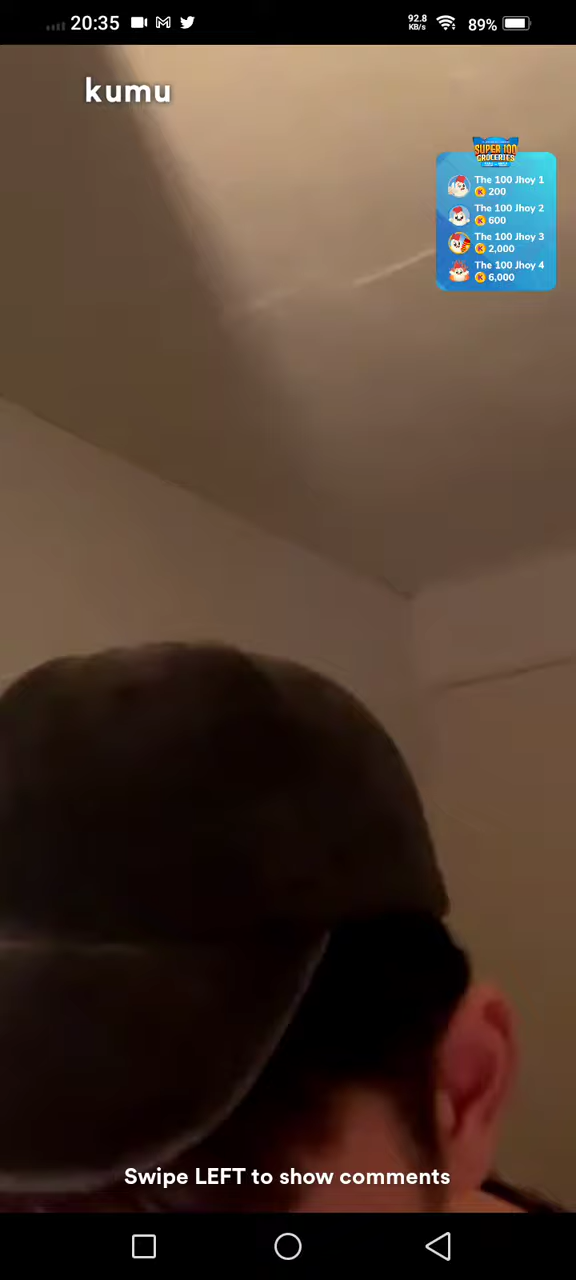 20:35
92.8
KB/s
89%
kumu
SUPER 100
GROCERIES
The 100 Jhoy 1
200
The 100 Jhoy 2
600
The 100 Jhoy 3
2,000
The 100 Jhoy 4
6,000
Swipe LEFT to show comments